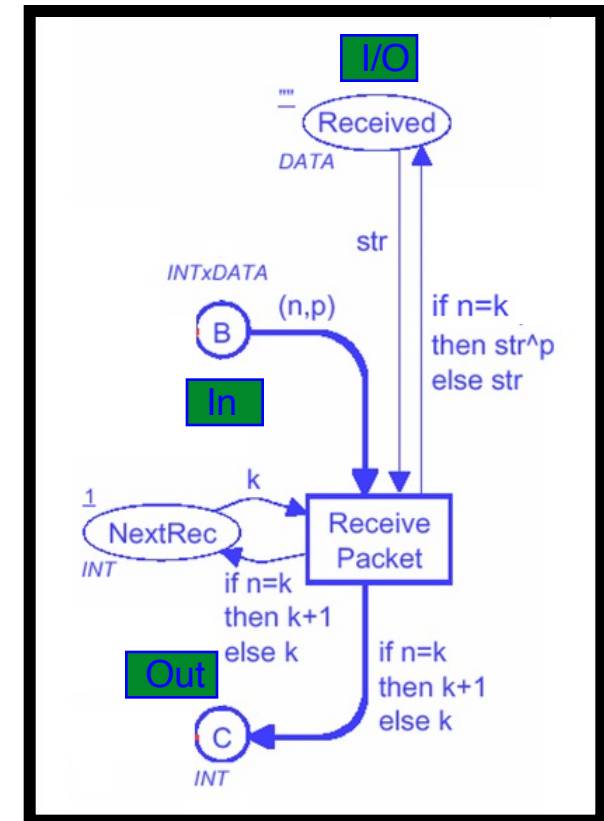 I/O
""
Received
DATA
str
if n=k
then str^p
else str
INTxDATA
(n,p)
B
In
k
1
NextRec
INT
Receive
Packet
if n=k
then k+1
else k
if n=k
then k+1
else k
Out
C
INT